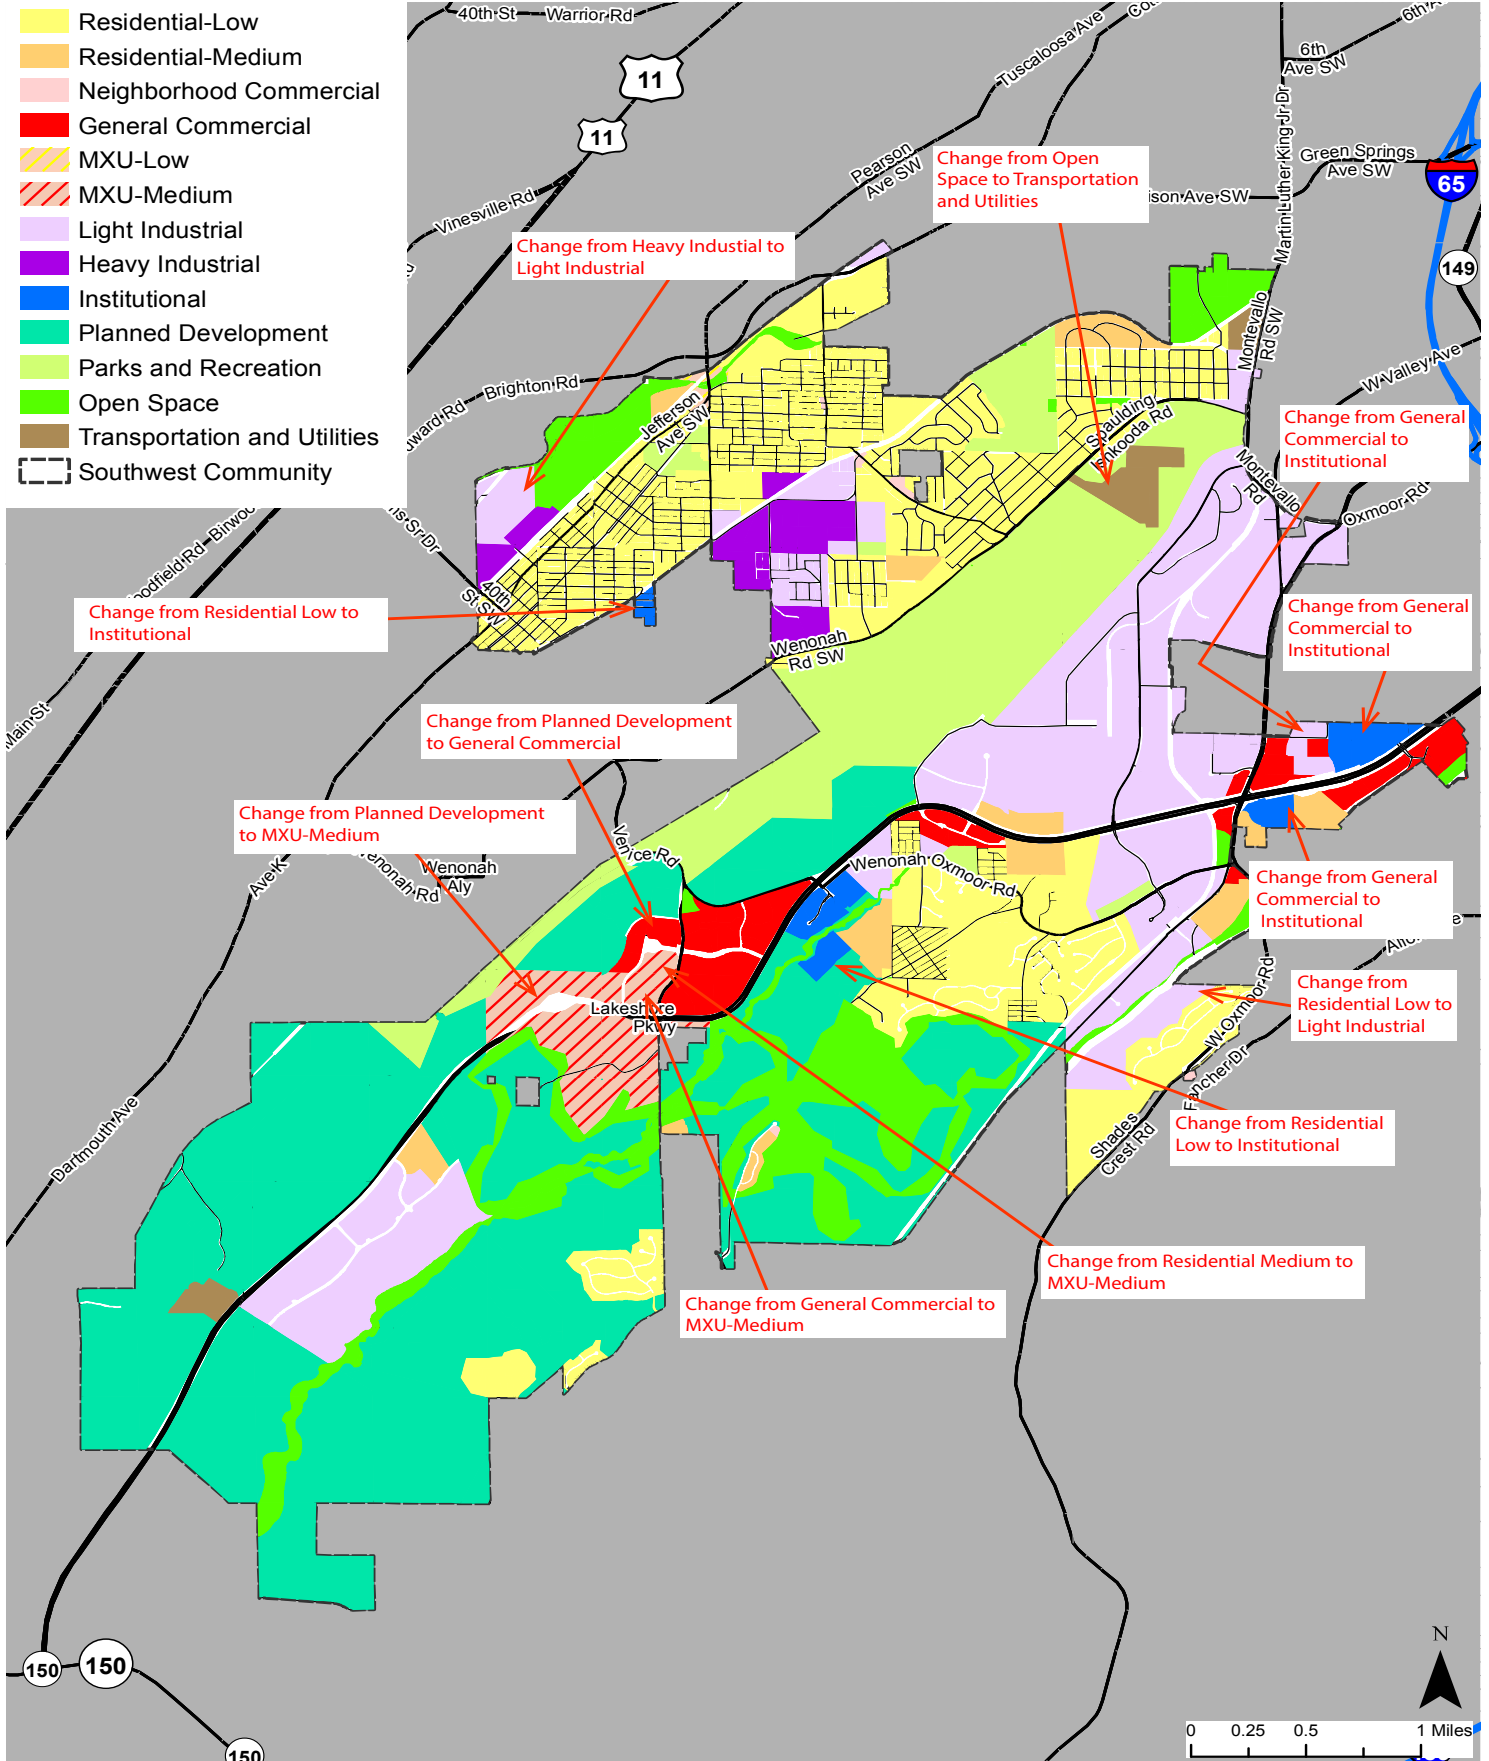 Residential-Low
Residential-Medium
Neighborhood Commercial
General Commercial
MXU-Low
MXU-Medium
Light Industrial
Heavy Industrial
Institutional
Planned Development
Parks and Recreation
Open Space
Transportation and Utilities
Southwest Community
40th St
Warrior Rd
11
11
Vinesville Rd
Tuscaloosa Ave
Pearson
Ave SW
6th
Ave SW
Martin Luther King Jr Dr
Green Springs
Ave SW
65
149
Change from Open
Space to Transportation
and Utilities
ison Ave SW
Change from Heavy Industial to
Light Industrial
Brighton Rd
Jefferson
Ave SW
Montevallo
Rd SW
W Valley Ave
Spaulding
Ishkooda Rd
Change from General
Commercial to
Institutional
Montevallo
Rd
Oxmoor Rd
40th
St SW
Change from Residential Low to
Institutional
Wenonah
Rd SW
Change from General
Commercial to
Institutional
Main St
Change from Planned Development
to General Commercial
Change from Planned Development
to MXU-Medium
Venice Rd
Wenonah
Aly
Ave K
Wenonah Oxmoor Rd
Change from General
Commercial to
Institutional
Lakeshore
Pkwy
W Oxmoor Rd
Change from
Residential Low to
Light Industrial
Fancher Dr
Dartmouth Ave
Shades
Crest Rd
Change from Residential
Low to Institutional
Change from Residential Medium to
MXU-Medium
Change from General Commercial to
MXU-Medium
150
150
150
N
0 0.25 0.5 1 Miles